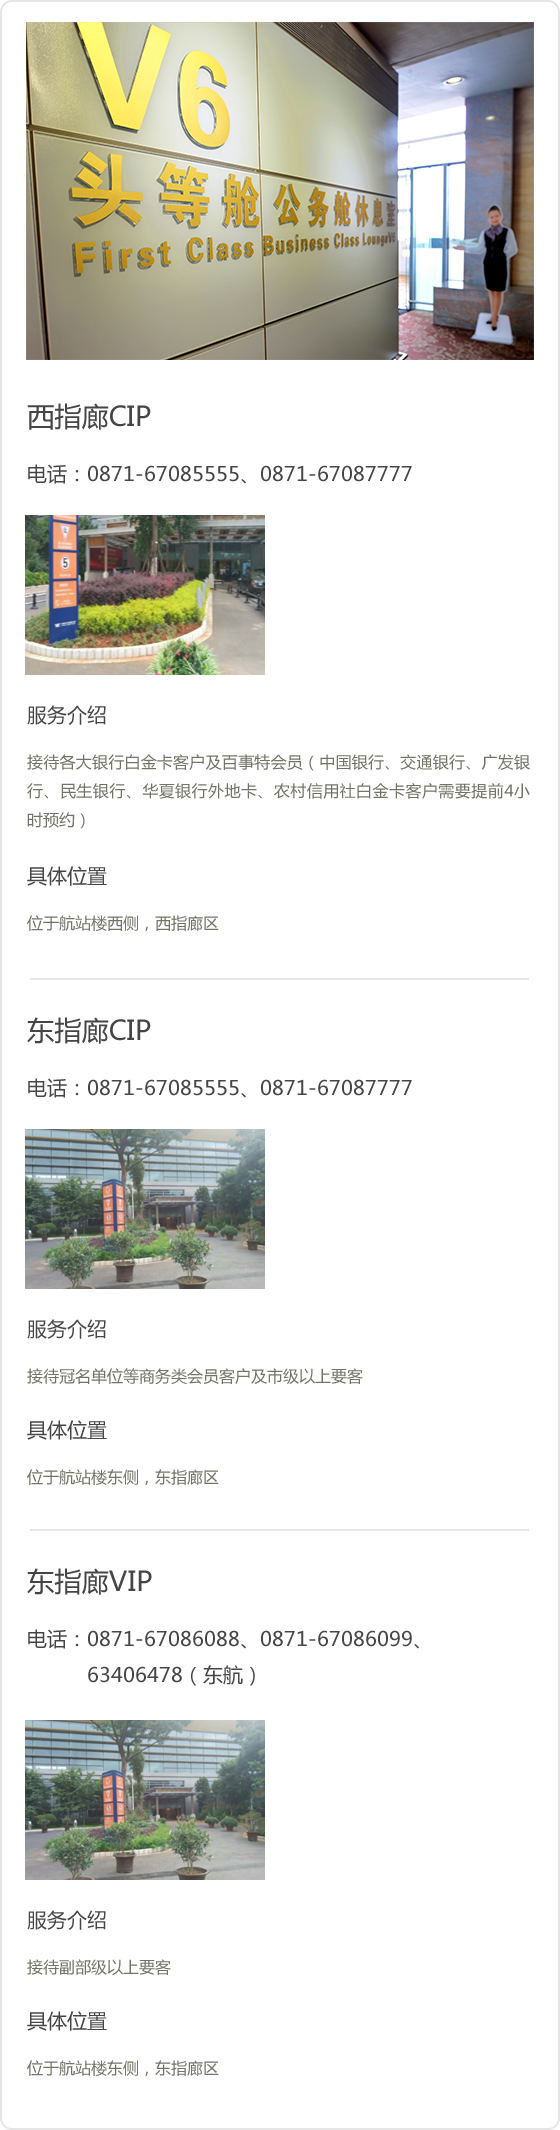 V6
头等舱 公务舱休息室
First Class Business Class Lounge V6
西指廊CIP
电话：0871-67085555、0871-67087777
5
服务介绍
接待各大银行白金卡客户及百事特会员（中国银行、交通银行、广发银
行、民生银行、华夏银行外地卡、农村信用社白金卡客户需要提前4小
时预约）
具体位置
位于航站楼西侧，西指廊区
东指廊CIP
电话：0871-67085555、0871-67087777
服务介绍
接待冠名单位等商务类会员客户及市级以上要客
具体位置
位于航站楼东侧，东指廊区
东指廊VIP
电话：0871-67086088、0871-67086099、
63406478（东航）
服务介绍
接待副部级以上要客
具体位置
位于航站楼东侧，东指廊区